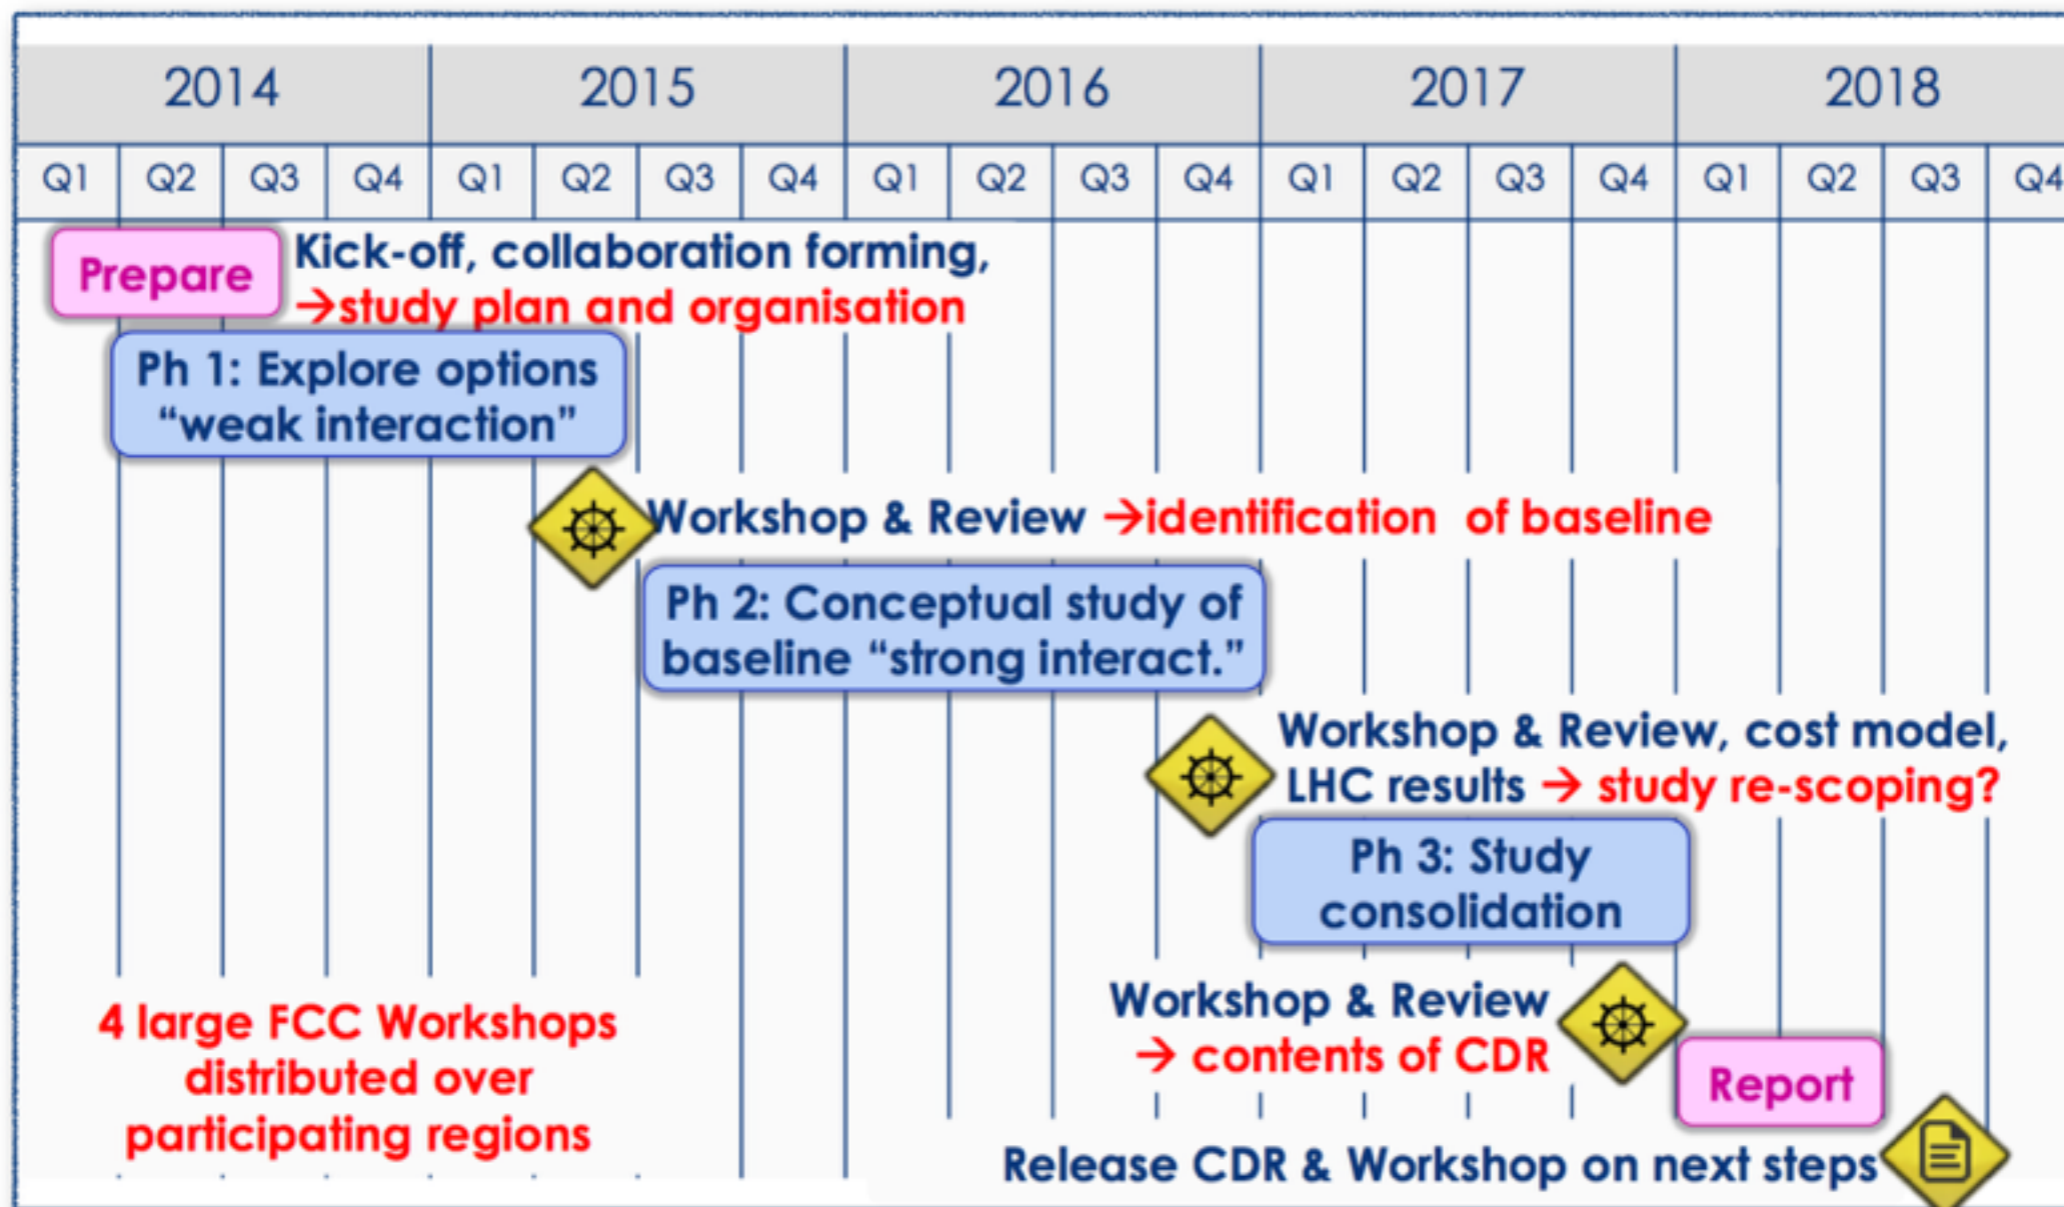 2014 2015 2016 2017 2018
Q1 Q2 Q3 Q4 Q1 Q2 Q3 Q4 Q1 Q2 Q3 Q4 Q1 Q2 Q3 Q4 Q1 Q2 Q3 Q4
Prepare
Kick-off, collaboration forming,
→study plan and organisation
Ph 1: Explore options
“weak interaction”
Workshop & Review →identification of baseline
Ph 2: Conceptual study of
baseline “strong interact.”
Workshop & Review, cost model,
LHC results → study re-scoping?
Ph 3: Study
consolidation
Workshop & Review
→ contents of CDR
4 large FCC Workshops
distributed over
participating regions
Report
Release CDR & Workshop on next steps